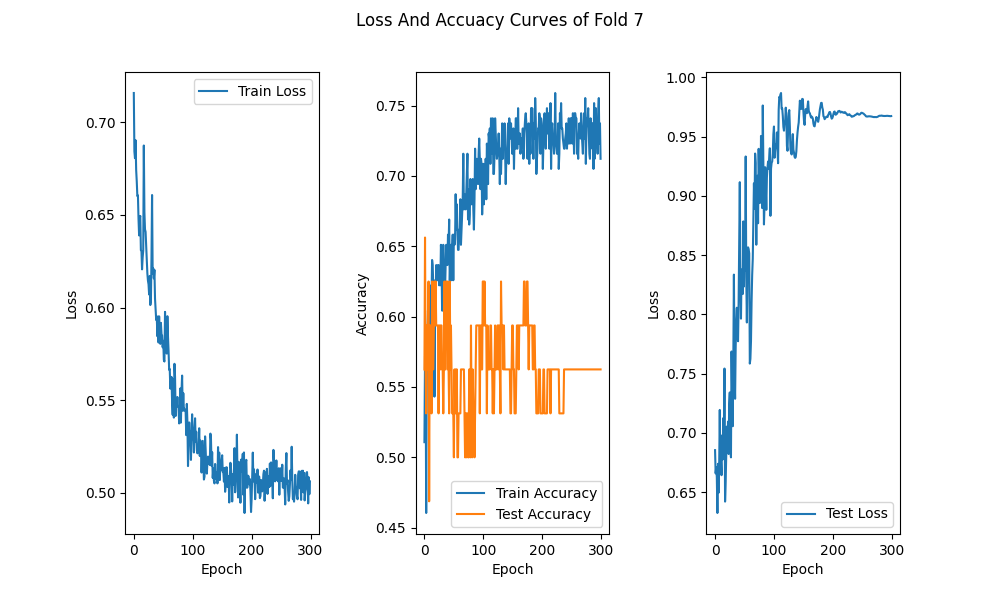 Loss And Accuacy Curves of Fold 7
Loss
0.70
0.65
0.60
0.55
0.50
Train Loss
0 100 200 300
Epoch
Accuracy
0.75
0.70
0.65
0.60
0.55
0.50
0.45
Train Accuracy
Test Accuracy
0 100 200 300
Epoch
Loss
1.00
0.95
0.90
0.85
0.80
0.75
0.70
0.65
Test Loss
0 100 200 300
Epoch